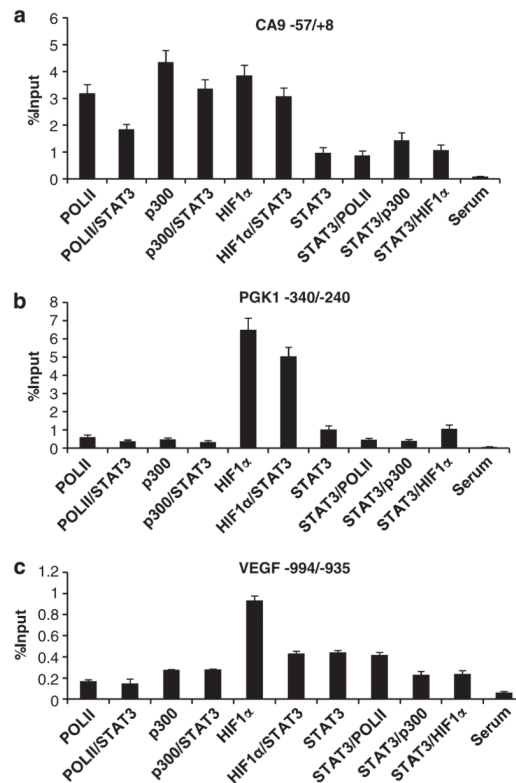 a
CA9 -57/+8
%Input
6
5
4
3
2
1
0
POLII
POLII/STAT3
p300
p300/STAT3
HIF1α
HIF1α/STAT3
STAT3
STAT3/POLII
STAT3/p300
STAT3/HIF1α
Serum
b
PGK1 -340/-240
%Input
8
7
6
5
4
3
2
1
0
POLII
POLII/STAT3
p300
p300/STAT3
HIF1α
HIF1α/STAT3
STAT3
STAT3/POLII
STAT3/p300
STAT3/HIF1α
Serum
c
VEGF -994/-935
%Input
1.2
1
0.8
0.6
0.4
0.2
0
POLII
POLII/STAT3
p300
p300/STAT3
HIF1α
HIF1α/STAT3
STAT3
STAT3/POLII
STAT3/p300
STAT3/HIF1α
Serum